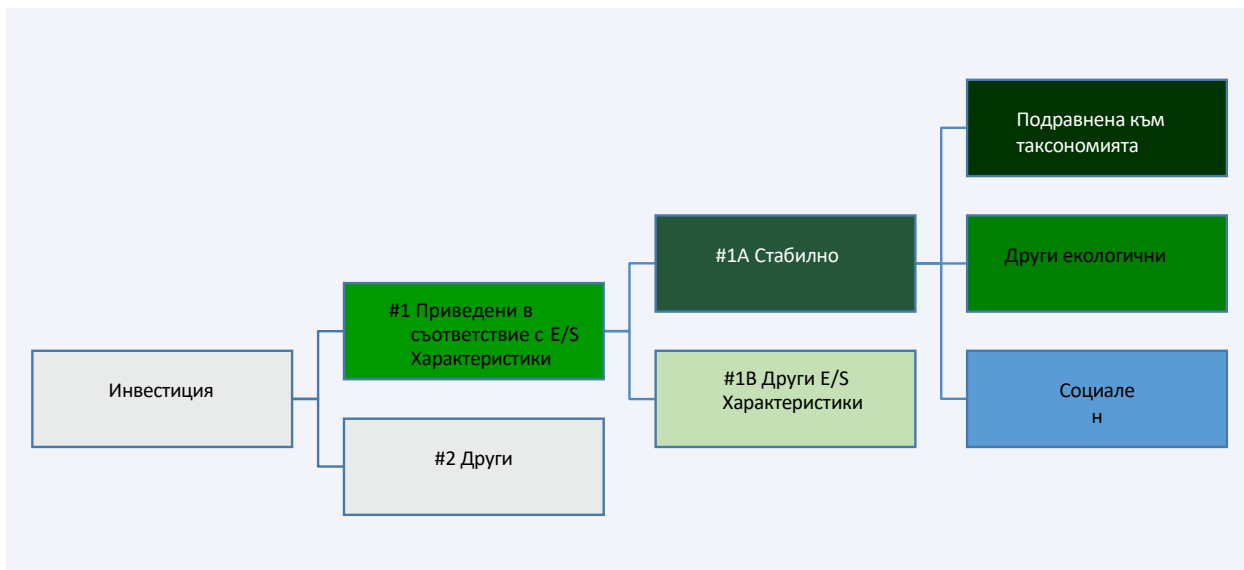 Подравнена към
таксономията
#1A Стабилно
Други екологични
#1 Приведени в
съответствие с E/S
Характеристики
#1B Други E/S
Характеристики
Инвестиция
Социале
н
#2 Други